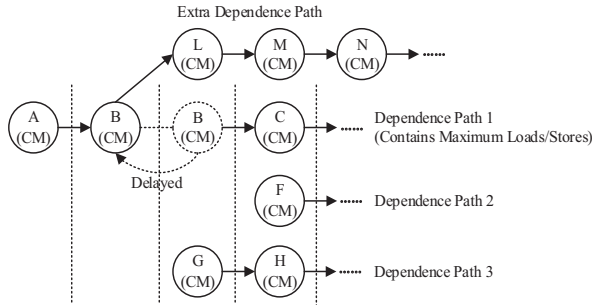 Extra Dependence Path
L
(CM)
M
(CM)
N
(CM)
......
A
(CM)
B
(CM)
B
(CM)
C
(CM)
......
Dependence Path 1
(Contains Maximum Loads/Stores)
Delayed
F
(CM)
......
Dependence Path 2
G
(CM)
H
(CM)
......
Dependence Path 3